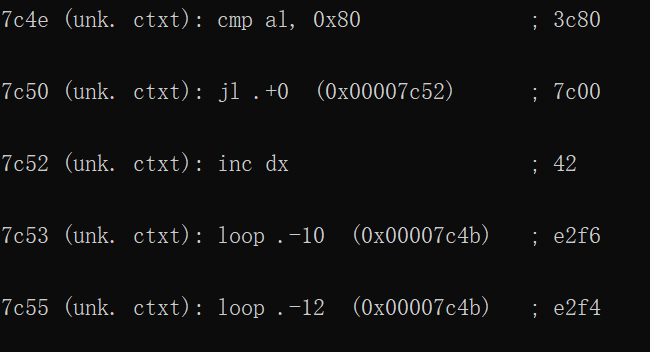 7c4e (unk. ctxt): cmp al, 0x80 ; 3c80
7c50 (unk. ctxt): jl .+0 (0x00007c52) ; 7c00
7c52 (unk. ctxt): inc dx ; 42
7c53 (unk. ctxt): loop .-10 (0x00007c4b) ; e2f6
7c55 (unk. ctxt): loop .-12 (0x00007c4b) ; e2f4